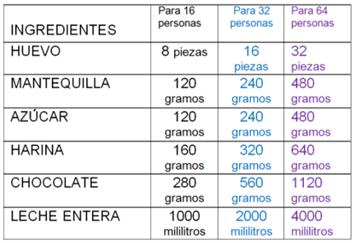 INGREDIENTES Para 16 personas Para 32 personas Para 64 personas
HUEVO 8 piezas 16 piezas 32 piezas
MANTEQUILLA 120 gramos 240 gramos 480 gramos
AZÚCAR 120 gramos 240 gramos 480 gramos
HARINA 160 gramos 320 gramos 640 gramos
CHOCOLATE 280 gramos 560 gramos 1120 gramos
LECHE ENTERA 1000 mililitros 2000 mililitros 4000 mililitros